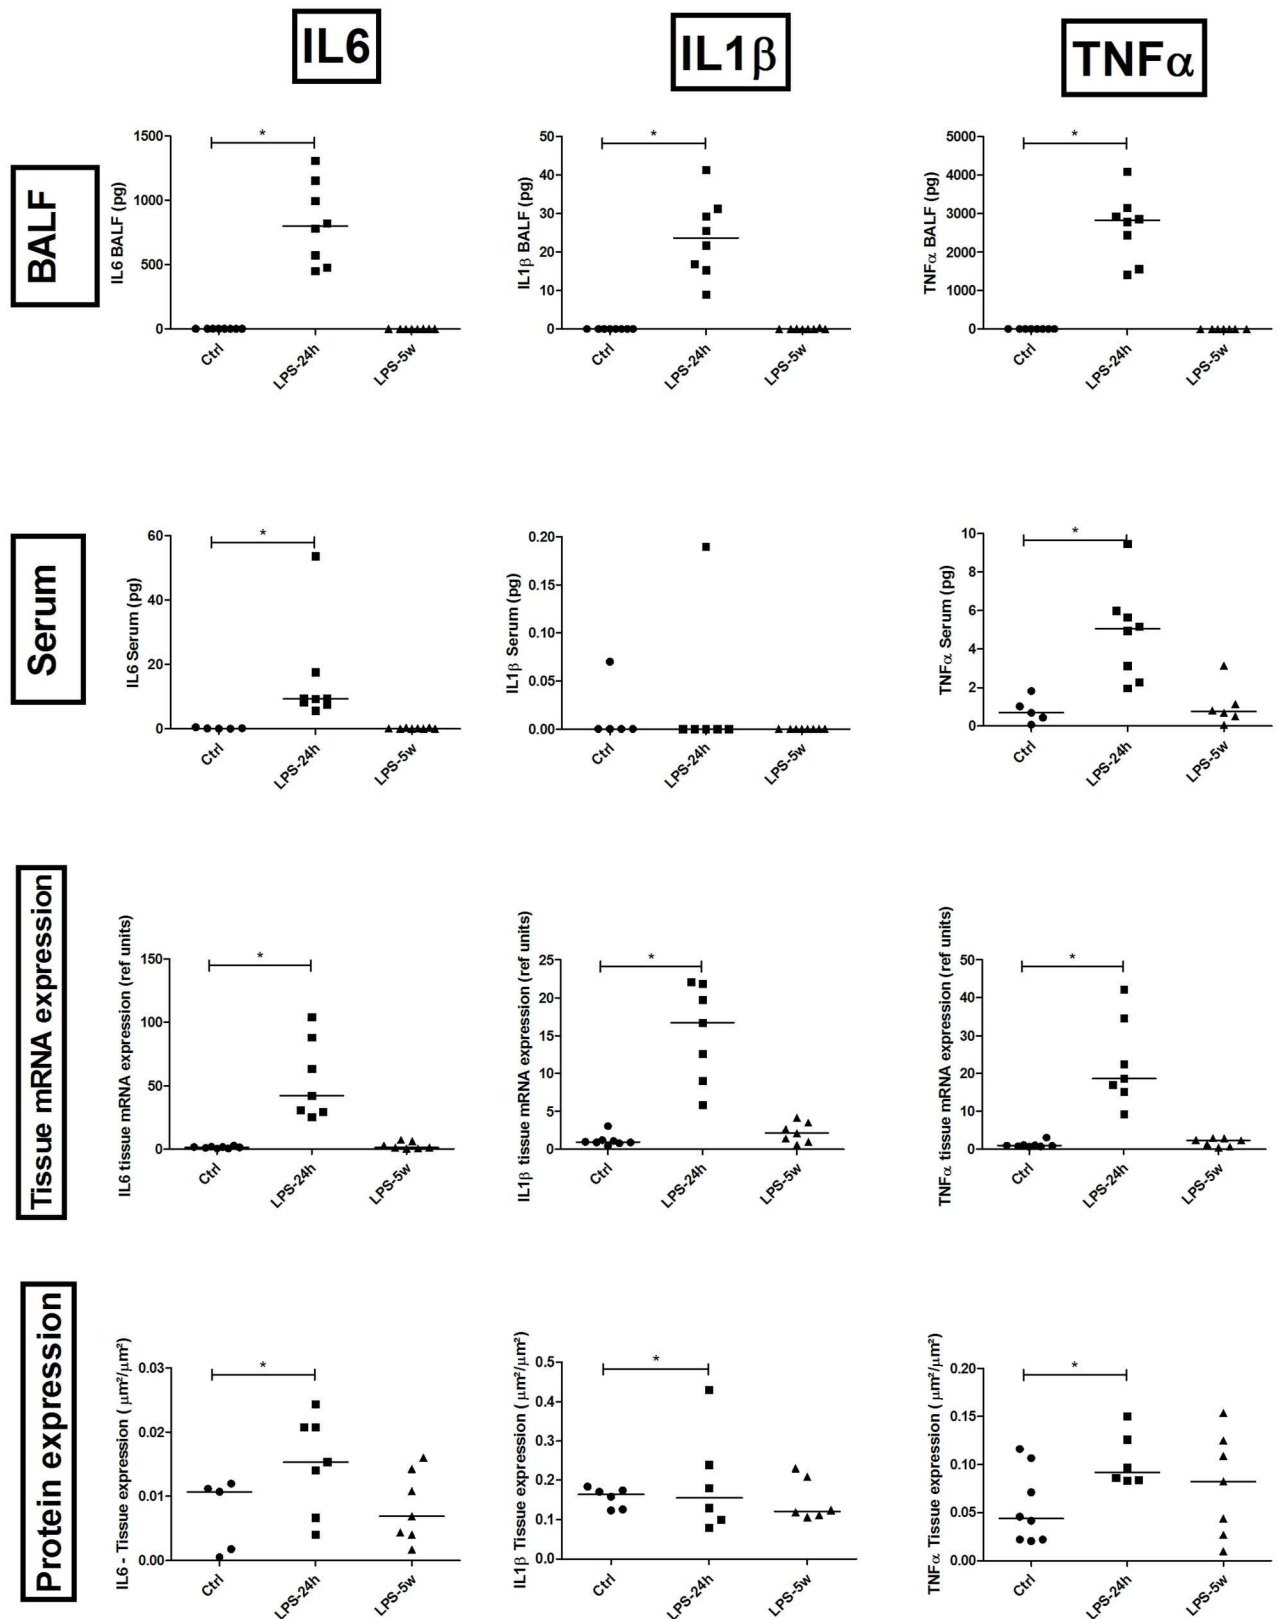 IL6
IL1β
TNFα
BALF
IL6 BALF (pg)
1500
1000
500
0
*
Ctrl
LPS-24h
LPS-5w
IL1β BALF (pg)
50
40
30
20
10
0
*
Ctrl
LPS-24h
LPS-5w
TNFα BALF (pg)
5000
4000
3000
2000
1000
0
*
Ctrl
LPS-24h
LPS-5w
Serum
IL6 Serum (pg)
60
40
20
0
*
Ctrl
LPS-24h
LPS-5w
IL1β Serum (pg)
0.20
0.15
0.10
0.05
0.00
Ctrl
LPS-24h
LPS-5w
TNFα Serum (pg)
10
8
6
4
2
0
*
Ctrl
LPS-24h
LPS-5w
Tissue mRNA expression
IL6 tissue mRNA expression (ref units)
150
100
50
0
*
Ctrl
LPS-24h
LPS-5w
IL1β tissue mRNA expression (ref units)
25
20
15
10
5
0
*
Ctrl
LPS-24h
LPS-5w
TNFα tissue mRNA expression (ref units)
50
40
30
20
10
0
*
Ctrl
LPS-24h
LPS-5w
Protein expression
IL6 - Tissue expression ( μm²/μm²)
0.03
0.02
0.01
0.00
*
Ctrl
LPS-24h
LPS-5w
IL1β Tissue expression ( μm²/μm²)
0.5
0.4
0.3
0.2
0.1
0.0
*
Ctrl
LPS-24h
LPS-5w
TNFα Tissue expression ( μm²/μm²)
0.20
0.15
0.10
0.05
0.00
*
Ctrl
LPS-24h
LPS-5w